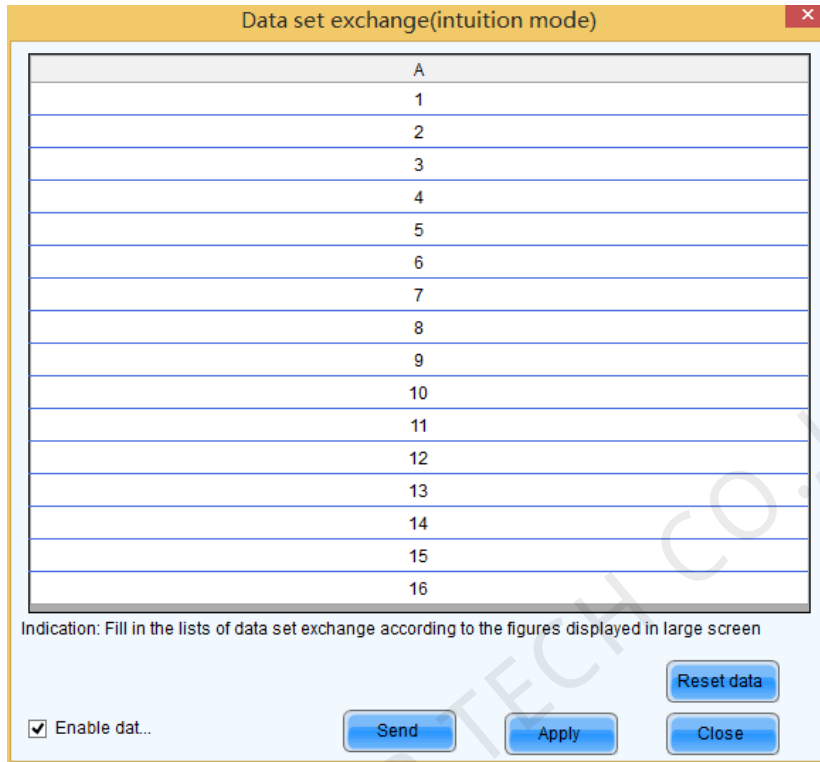 Data set exchange(intuition mode)
A
1
2
3
4
5
6
7
8
9
10
11
12
13
14
15
16
Indication: Fill in the lists of data set exchange according to the figures displayed in large screen
Reset data
Enable dat...
Send
Apply
Close
TECH CO.,